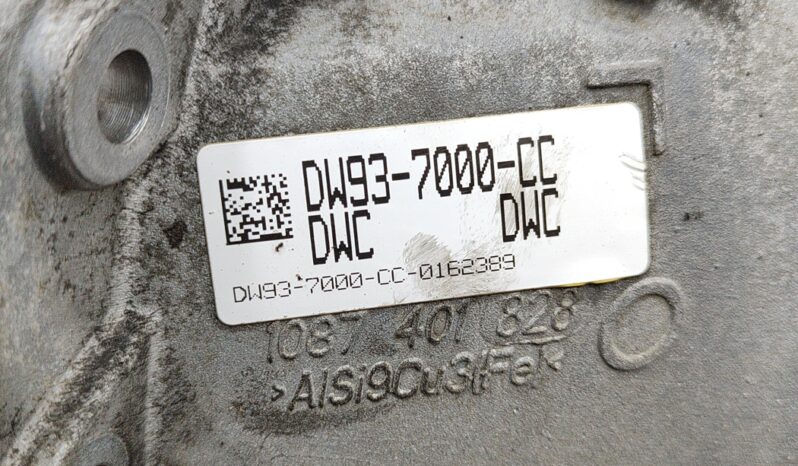 DW93-7000-CC
DWC DWC
DW93-7000-CC-0162389
1087 401 828
>AlSi9Cu3(Fe)<